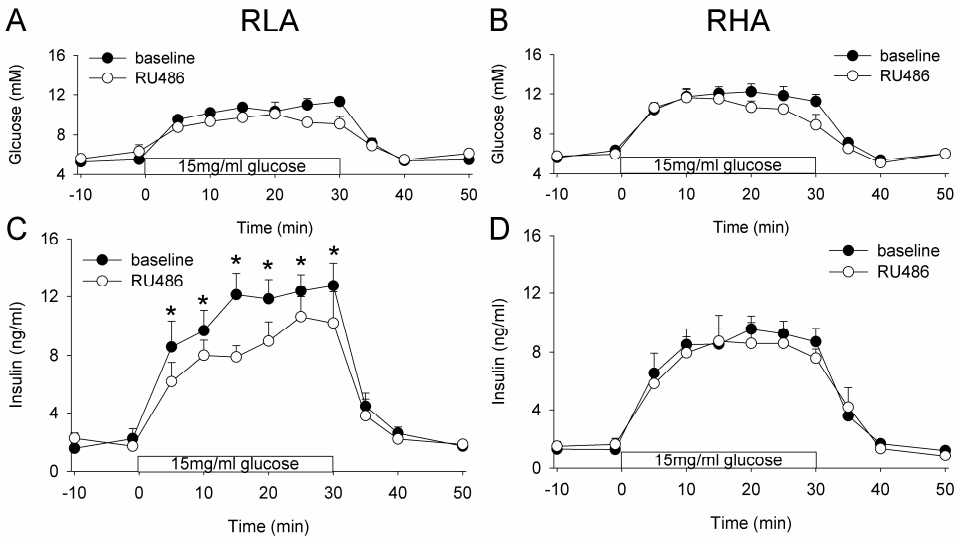 A RLA
B RHA
baseline
RU486
Glcuose (mM)
16
12
8
4
15mg/ml glucose
-10 0 10 20 30 40 50
Time (min)
baseline
RU486
Glucose (mM)
16
12
8
4
15mg/ml glucose
-10 0 10 20 30 40 50
Time (min)
C
baseline
RU486
Insulin (ng/ml)
16
12
8
4
0
* * * * * *
15mg/ml glucose
-10 0 10 20 30 40 50
Time (min)
D
baseline
RU486
Insulin (ng/ml)
16
12
8
4
0
15mg/ml glucose
-10 0 10 20 30 40 50
Time (min)